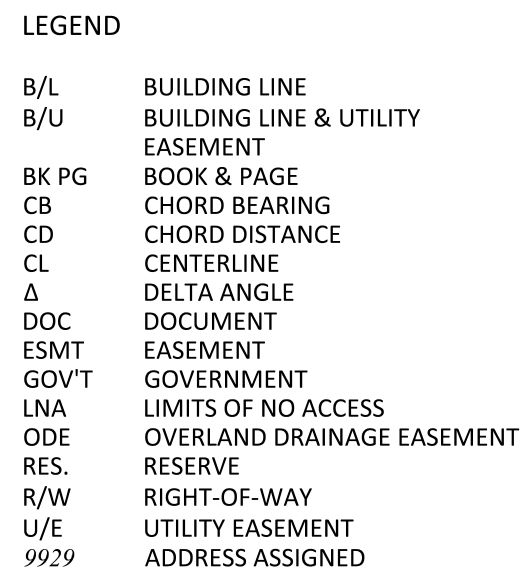 LEGEND
B/L BUILDING LINE
B/U BUILDING LINE & UTILITY
EASEMENT
BK PG BOOK & PAGE
CB CHORD BEARING
CD CHORD DISTANCE
CL CENTERLINE
Δ DELTA ANGLE
DOC DOCUMENT
ESMT EASEMENT
GOV'T GOVERNMENT
LNA LIMITS OF NO ACCESS
ODE OVERLAND DRAINAGE EASEMENT
RES. RESERVE
R/W RIGHT-OF-WAY
U/E UTILITY EASEMENT
9929 ADDRESS ASSIGNED